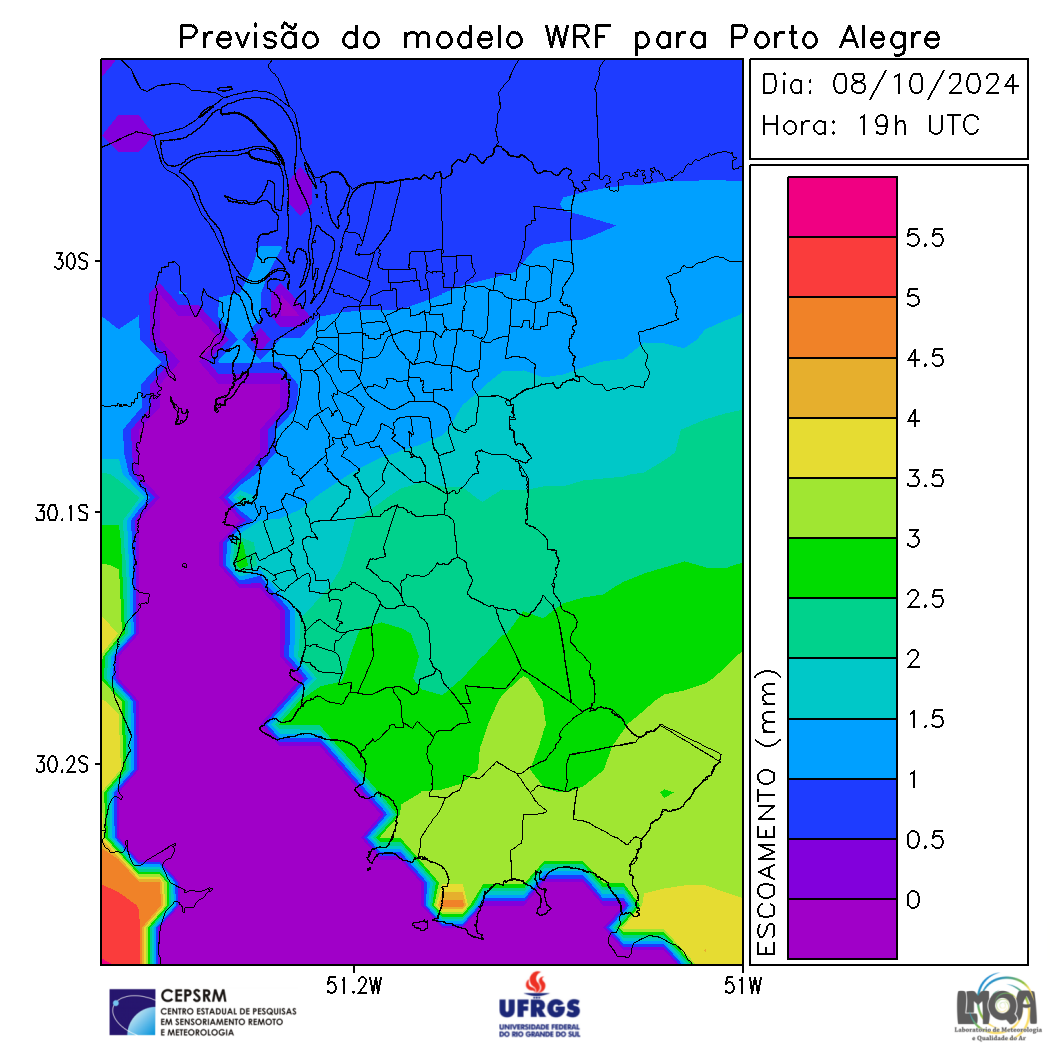 Previsão do modelo WRF para Porto Alegre
Dia: 08/10/2024
Hora: 19h UTC
30S
30.1S
30.2S
51.2W
51W
ESCOAMENTO (mm)
5.5
5
4.5
4
3.5
3
2.5
2
1.5
1
0.5
0
CEPSRM
CENTRO ESTADUAL DE PESQUISAS
EM SENSORIAMENTO REMOTO
E METEOROLOGIA
UFRGS
UNIVERSIDADE FEDERAL
DO RIO GRANDE DO SUL
LMQA
Laboratório de Meteorologia
e Qualidade do Ar